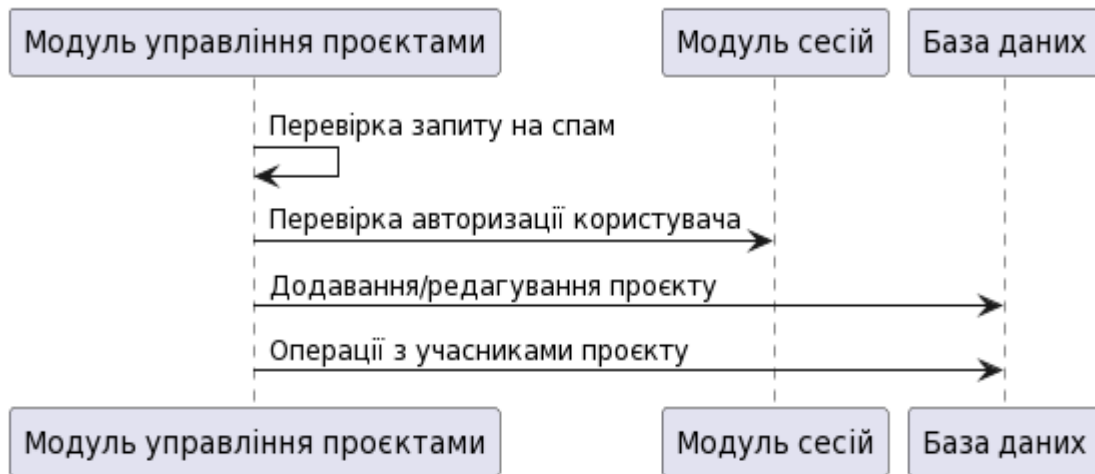 Модуль управління проєктами
Модуль сесій
База даних
Перевірка запиту на спам
Перевірка авторизації користувача
Додавання/редагування проєкту
Операції з учасниками проєкту
Модуль управління проєктами
Модуль сесій
База даних